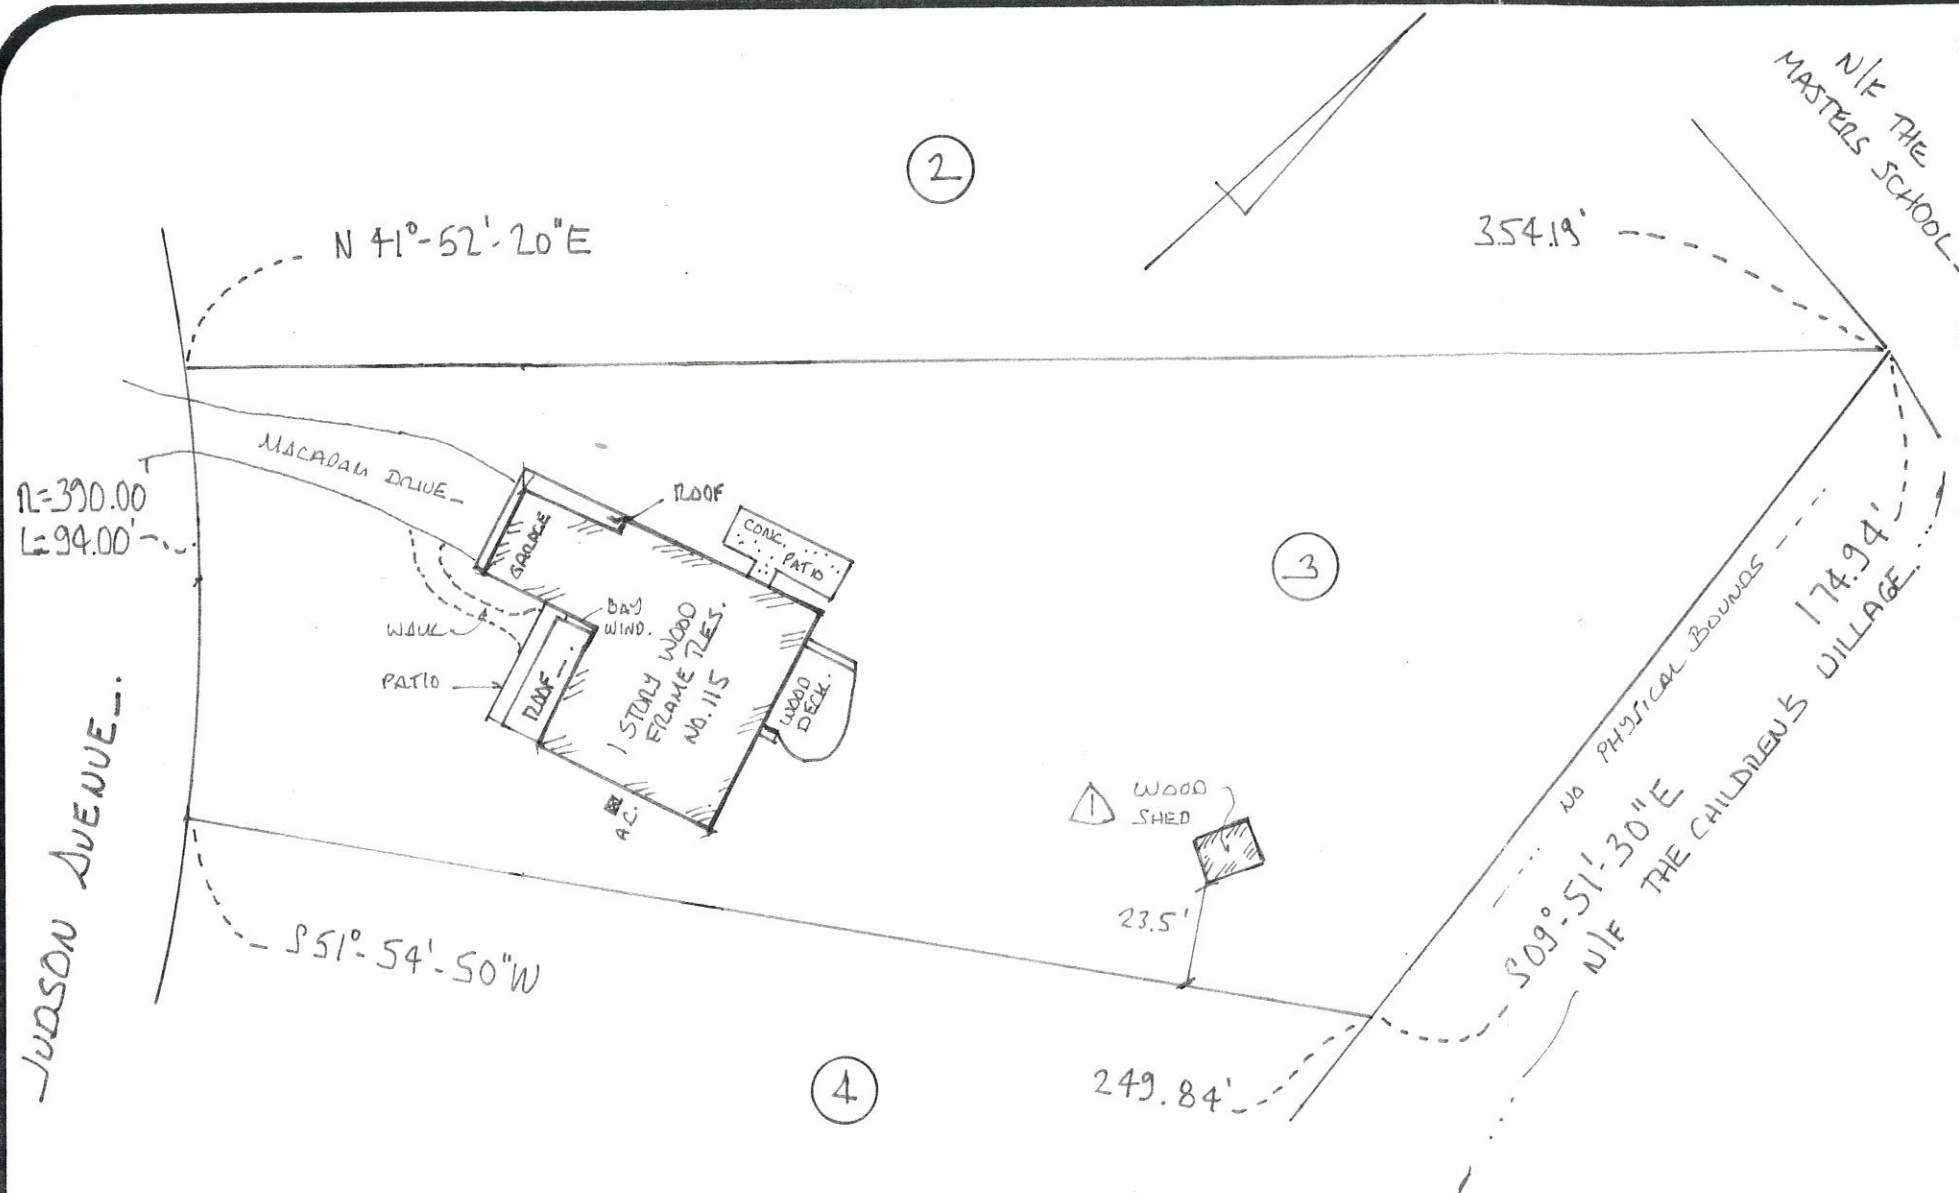 N/F THE
MASTERS SCHOOL
2
N 41°-52'-20"E
354.19'
MACADAM DRIVE
R=390.00
L=94.00'
ROOF
GARAGE
CONC.
PATIO
3
BAY
WIND.
WALK
PATIO
ROOF
1 STORY WOOD
FRAME RES.
NO. 115
WOOD
DECK.
A.C.
1
WOOD
SHED
23.5'
NO PHYSICAL BOUNDS
174.94'
S09°-51'-30"E
N/F THE CHILDREN'S VILLAGE
JUDSON AVENUE
S51°-54'-50"W
249.84'
4